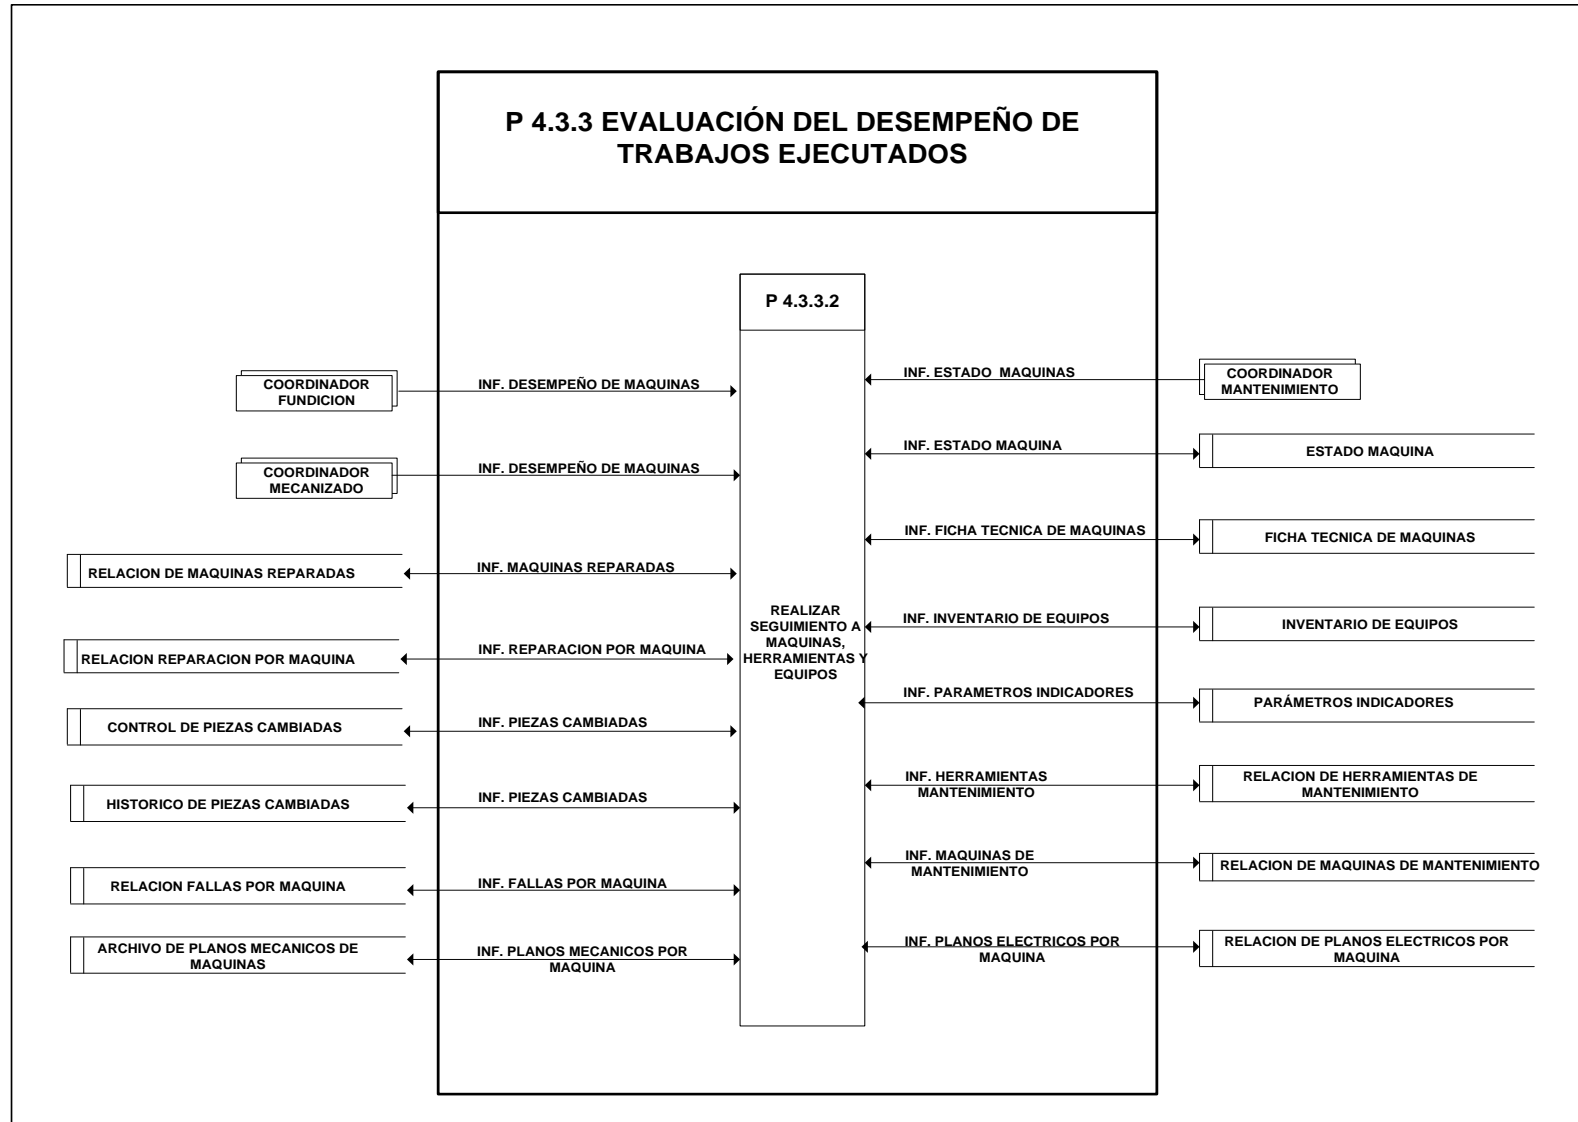 P 4.3.3 EVALUACIÓN DEL DESEMPEÑO DE
TRABAJOS EJECUTADOS
P 4.3.3.2
REALIZAR
SEGUIMIENTO A
MAQUINAS,
HERRAMIENTAS Y
EQUIPOS
COORDINADOR
FUNDICION
INF. DESEMPEÑO DE MAQUINAS
COORDINADOR
MECANIZADO
INF. DESEMPEÑO DE MAQUINAS
RELACION DE MAQUINAS REPARADAS
INF. MAQUINAS REPARADAS
RELACION REPARACION POR MAQUINA
INF. REPARACION POR MAQUINA
CONTROL DE PIEZAS CAMBIADAS
INF. PIEZAS CAMBIADAS
HISTORICO DE PIEZAS CAMBIADAS
INF. PIEZAS CAMBIADAS
RELACION FALLAS POR MAQUINA
INF. FALLAS POR MAQUINA
ARCHIVO DE PLANOS MECANICOS DE
MAQUINAS
INF. PLANOS MECANICOS POR
MAQUINA
INF. ESTADO MAQUINAS
COORDINADOR
MANTENIMIENTO
INF. ESTADO MAQUINA
ESTADO MAQUINA
INF. FICHA TECNICA DE MAQUINAS
FICHA TECNICA DE MAQUINAS
INF. INVENTARIO DE EQUIPOS
INVENTARIO DE EQUIPOS
INF. PARAMETROS INDICADORES
PARÁMETROS INDICADORES
INF. HERRAMIENTAS
MANTENIMIENTO
RELACION DE HERRAMIENTAS DE
MANTENIMIENTO
INF. MAQUINAS DE
MANTENIMIENTO
RELACION DE MAQUINAS DE MANTENIMIENTO
INF. PLANOS ELECTRICOS POR
MAQUINA
RELACION DE PLANOS ELECTRICOS POR
MAQUINA